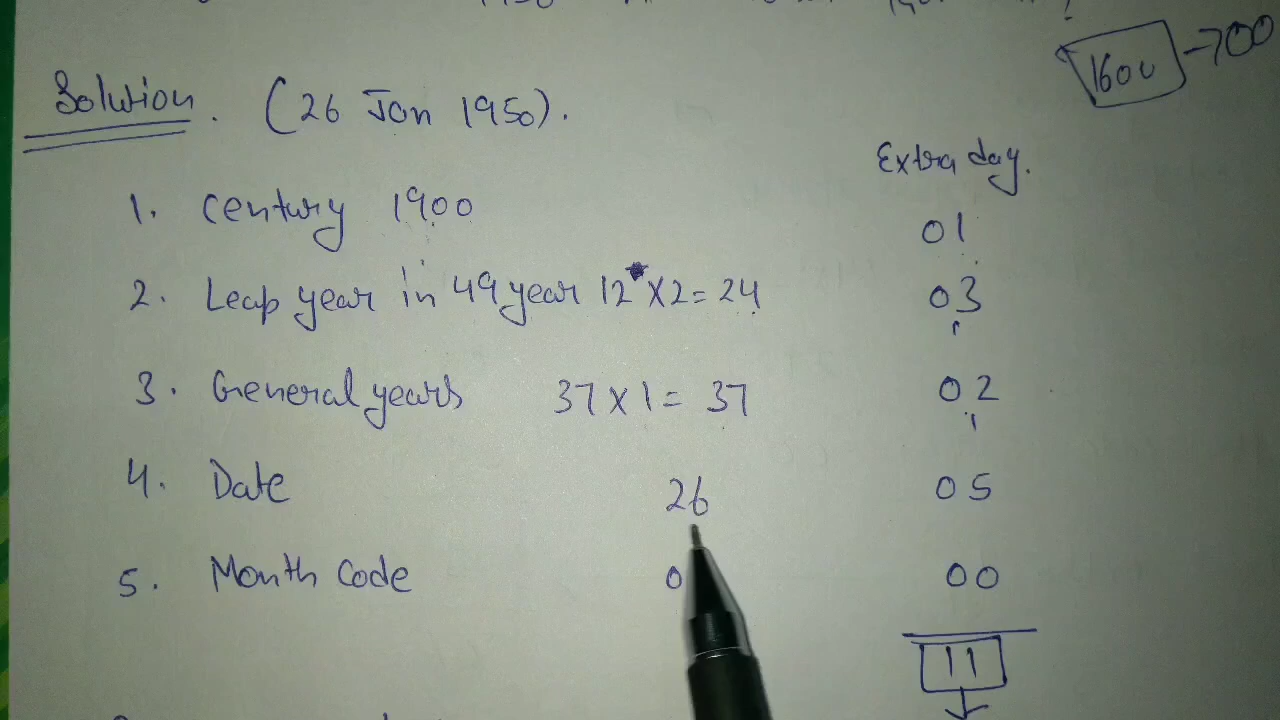 1600 -700
Solution. (26 Jan 1950).
Extra day.
1. Century 1900 01
2. Leap year in 49 year 12 x2= 24 03
3. General years 37 x 1 = 37 02
4. Date 26 05
5. Month Code 0 00
11